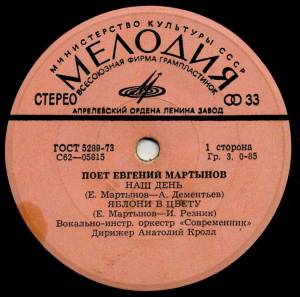 МИНИСТЕРСТВО КУЛЬТУРЫ СССР
МЕЛОДИЯ
ВСЕСОЮЗНАЯ ФИРМА ГРАМПЛАСТИНОК
СТЕРЕО
33
АПРЕЛЕВСКИЙ ОРДЕНА ЛЕНИНА ЗАВОД
ГОСТ 5289-73
1 сторона
С62—05615
Гр. 3. 0-85
ПОЕТ ЕВГЕНИЙ МАРТЫНОВ
НАШ ДЕНЬ
(Е. Мартынов—А. Дементьев)
ЯБЛОНИ В ЦВЕТУ
(Е. Мартынов—И. Резник)
Вокально-инстр. оркестр «Современник»
Дирижер Анатолий Кролл